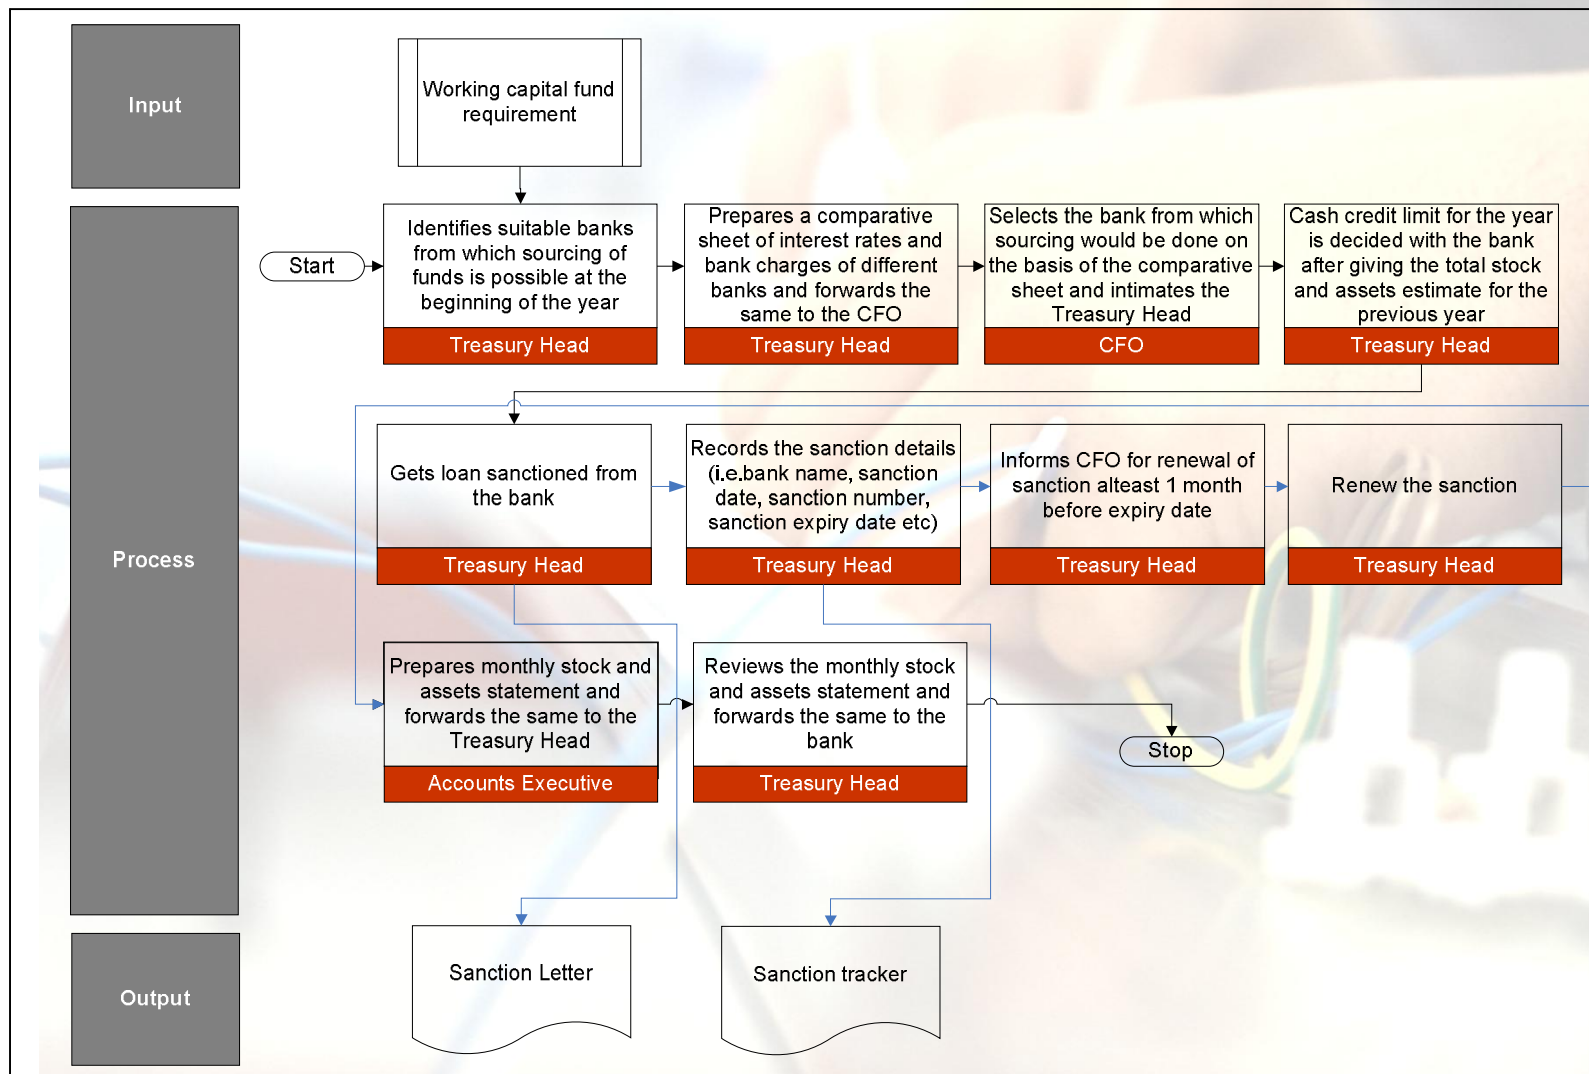 Input
Working capital fund
requirement
Process
Start
Identifies suitable banks
from which sourcing of
funds is possible at the
beginning of the year
Treasury Head
Prepares a comparative
sheet of interest rates and
bank charges of different
banks and forwards the
same to the CFO
Treasury Head
Selects the bank from which
sourcing would be done on
the basis of the comparative
sheet and intimates the
Treasury Head
CFO
Cash credit limit for the year
is decided with the bank
after giving the total stock
and assets estimate for the
previous year
Treasury Head
Gets loan sanctioned from
the bank
Treasury Head
Records the sanction details
(i.e.bank name, sanction
date, sanction number,
sanction expiry date etc)
Treasury Head
Informs CFO for renewal of
sanction alteast 1 month
before expiry date
Treasury Head
Renew the sanction
Treasury Head
Prepares monthly stock and
assets statement and
forwards the same to the
Treasury Head
Accounts Executive
Reviews the monthly stock
and assets statement and
forwards the same to the
bank
Treasury Head
Stop
Output
Sanction Letter
Sanction tracker